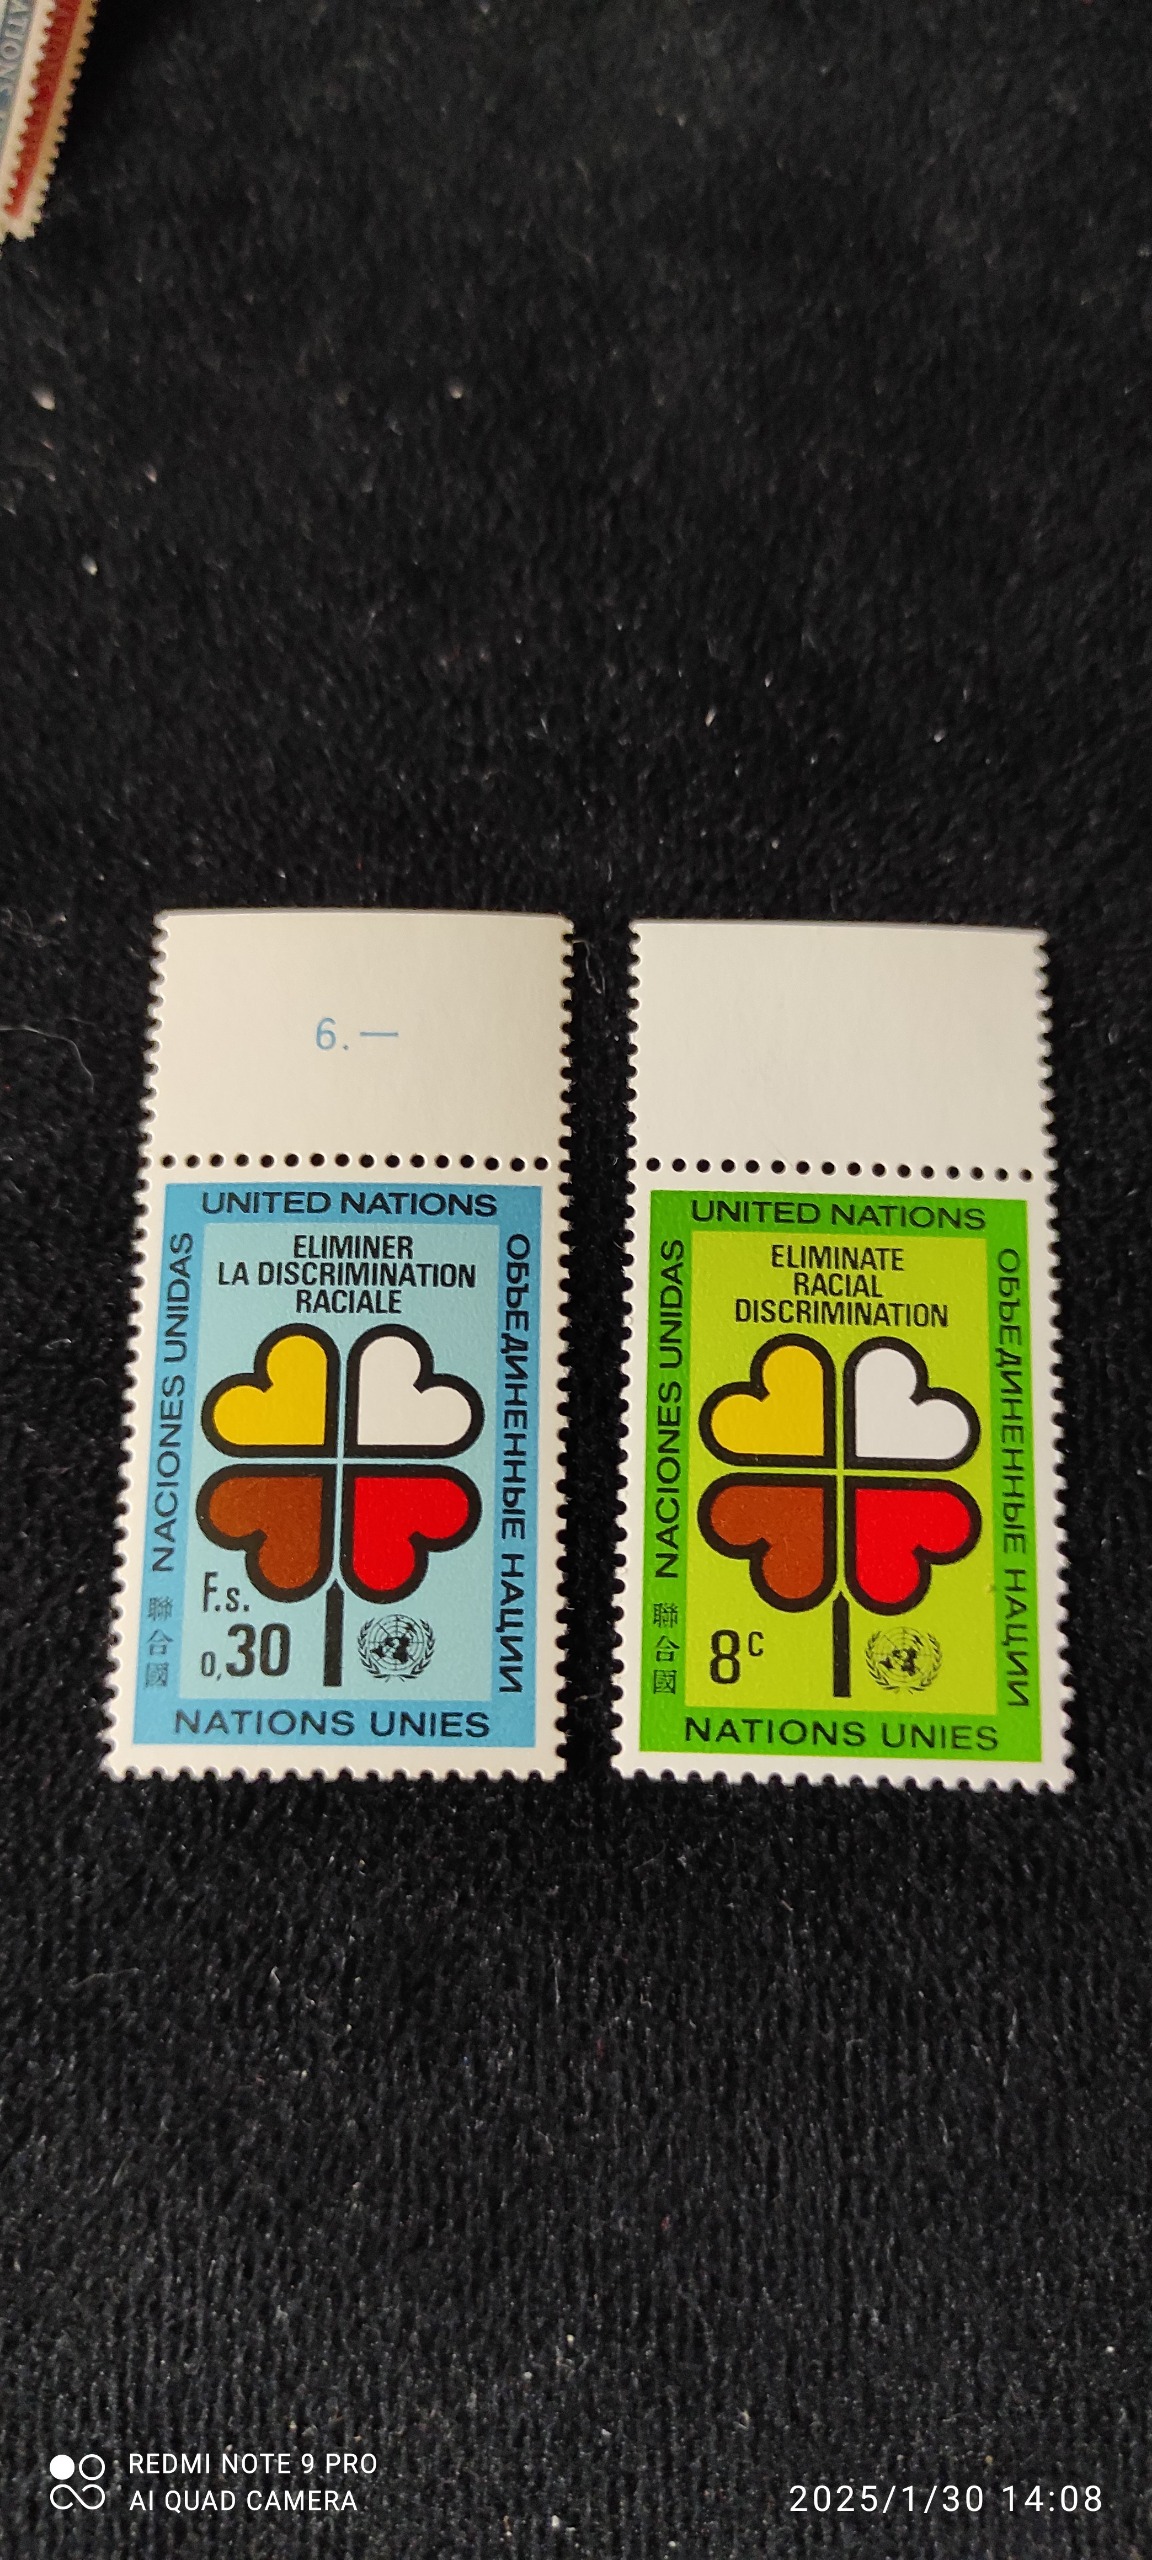 ATIONS
6.—
UNITED NATIONS
ELIMINER
LA DISCRIMINATION
RACIALE
NACIONES UNIDAS
ОБЪЕДИНЕННЫЕ НАЦИИ
聯合國
F.s.
0,30
NATIONS UNIES
UNITED NATIONS
ELIMINATE
RACIAL
DISCRIMINATION
NACIONES UNIDAS
ОБЪЕДИНЕННЫЕ НАЦИИ
聯合國
8c
NATIONS UNIES
REDMI NOTE 9 PRO
AI QUAD CAMERA
2025/1/30 14:08